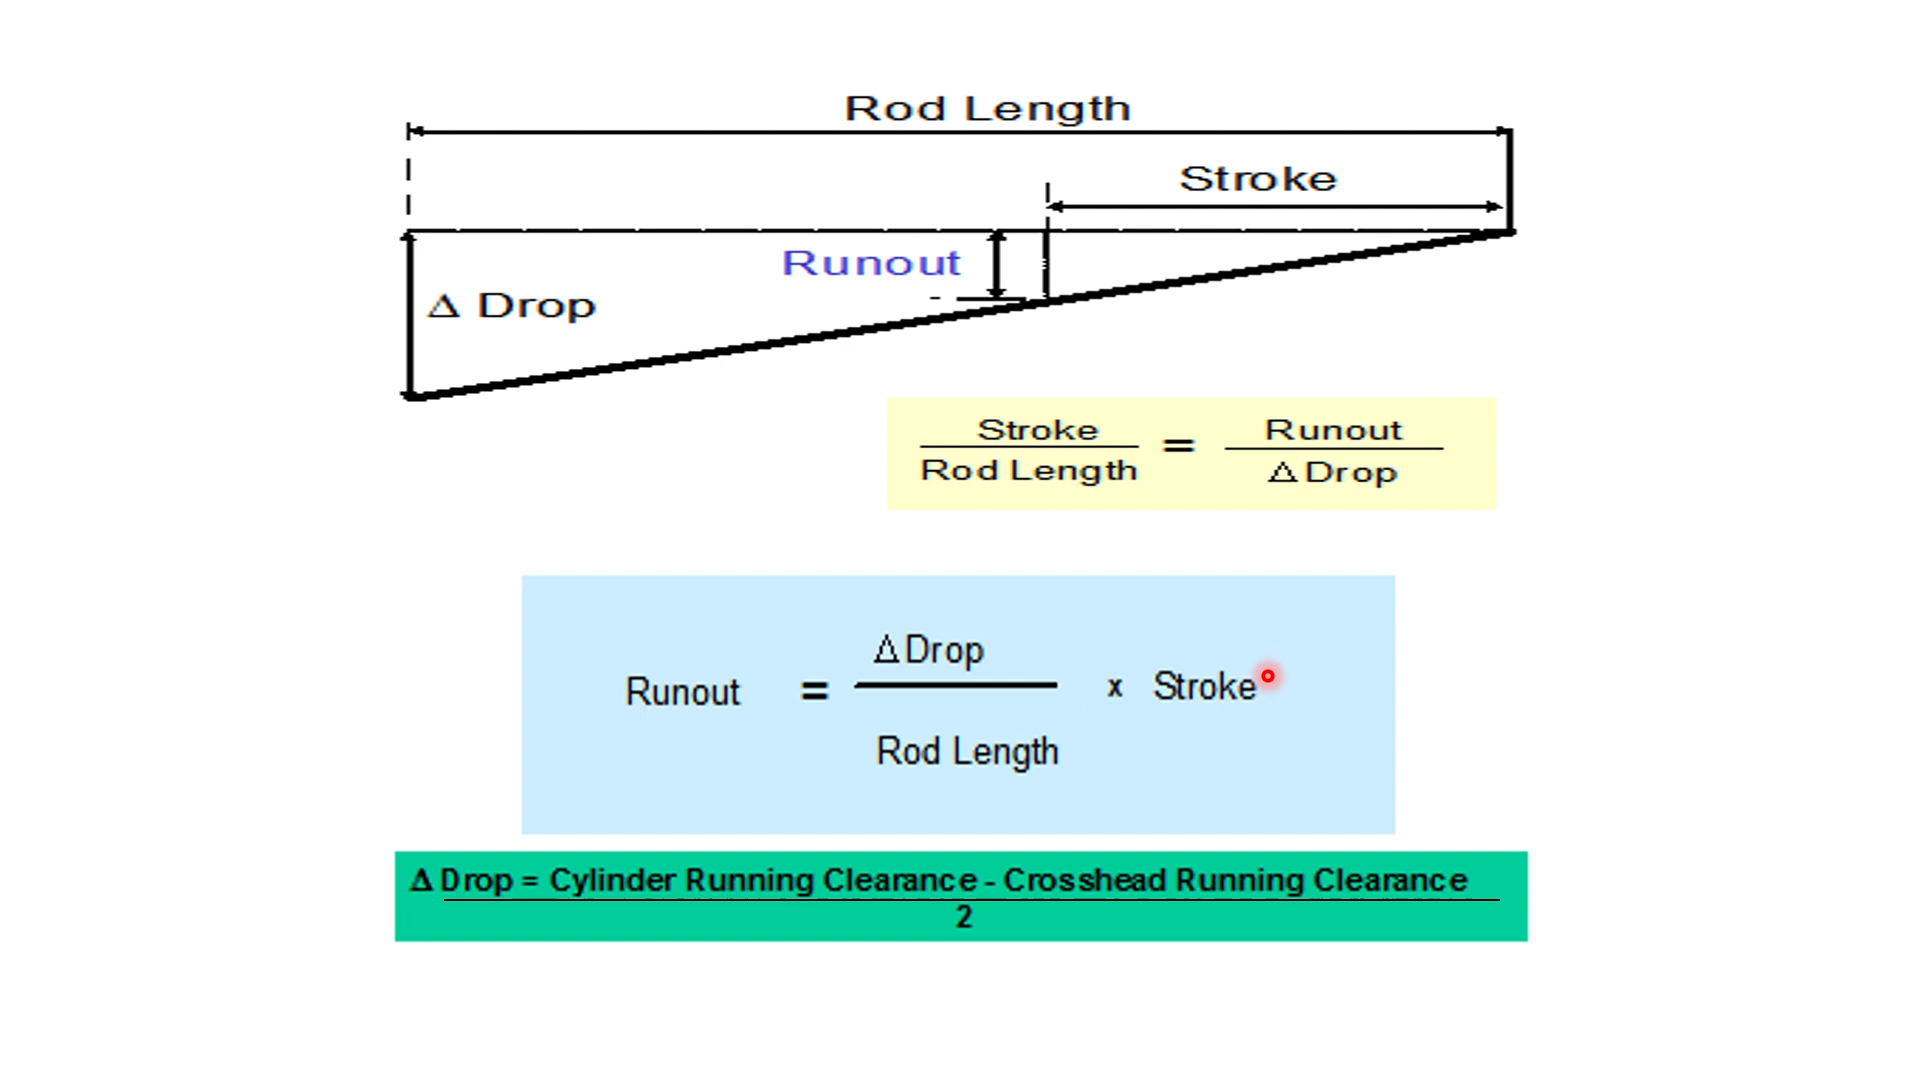 Rod Length
Stroke
Runout
Δ Drop
Stroke = Runout
Rod Length Δ Drop
Δ Drop
Runout = x Stroke
Rod Length
Δ Drop = Cylinder Running Clearance - Crosshead Running Clearance
2